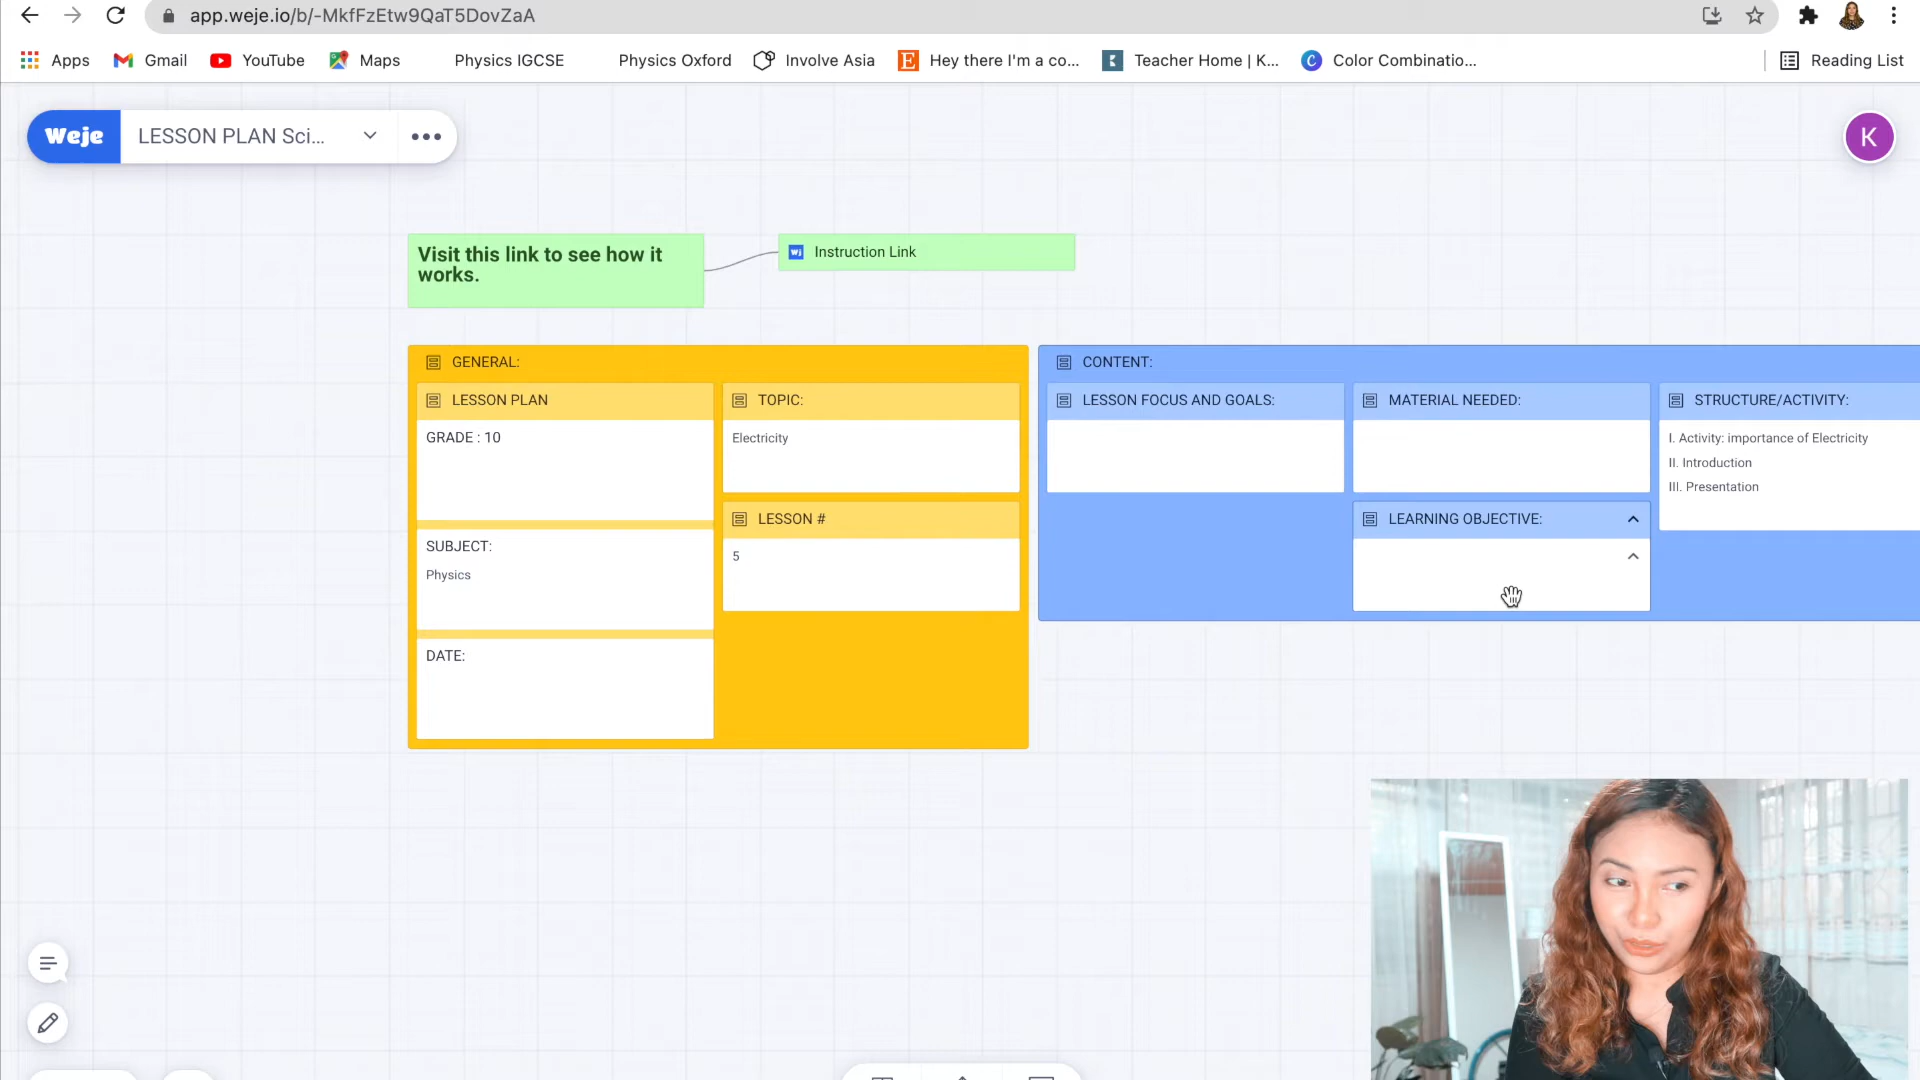 app.weje.io/b/-MkfFzEtw9QaT5DovZaA
Apps
Gmail
YouTube
Maps
Physics IGCSE
Physics Oxford
Involve Asia
Hey there I'm a co...
Teacher Home | K...
Color Combinatio...
Reading List
Weje
LESSON PLAN Sci...
K
Visit this link to see how it
works.
Instruction Link
GENERAL:
LESSON PLAN
GRADE : 10
SUBJECT:
Physics
DATE:
TOPIC:
Electricity
LESSON #
5
CONTENT:
LESSON FOCUS AND GOALS:
MATERIAL NEEDED:
LEARNING OBJECTIVE:
STRUCTURE/ACTIVITY:
I. Activity: importance of Electricity
II. Introduction
III. Presentation